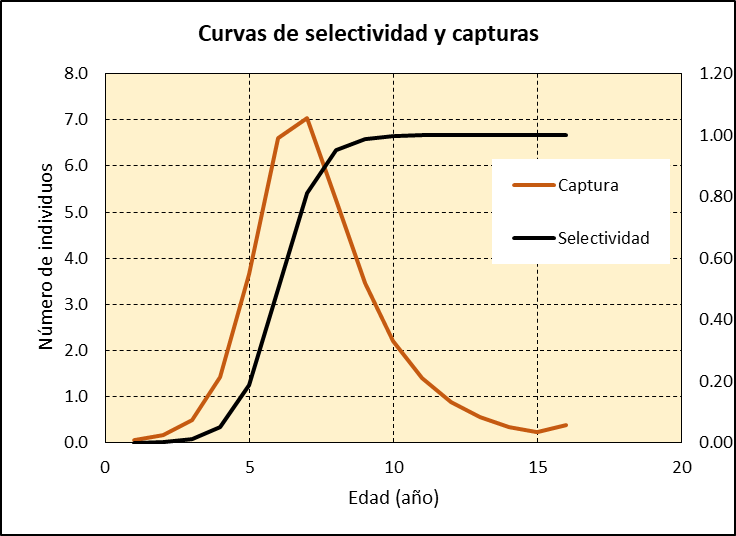 Curvas de selectividad y capturas
8.0
7.0
6.0
5.0
4.0
3.0
2.0
1.0
0.0
Número de individuos
1.20
1.00
0.80
0.60
0.40
0.20
0.00
Captura
Selectividad
0 5 10 15 20
Edad (año)